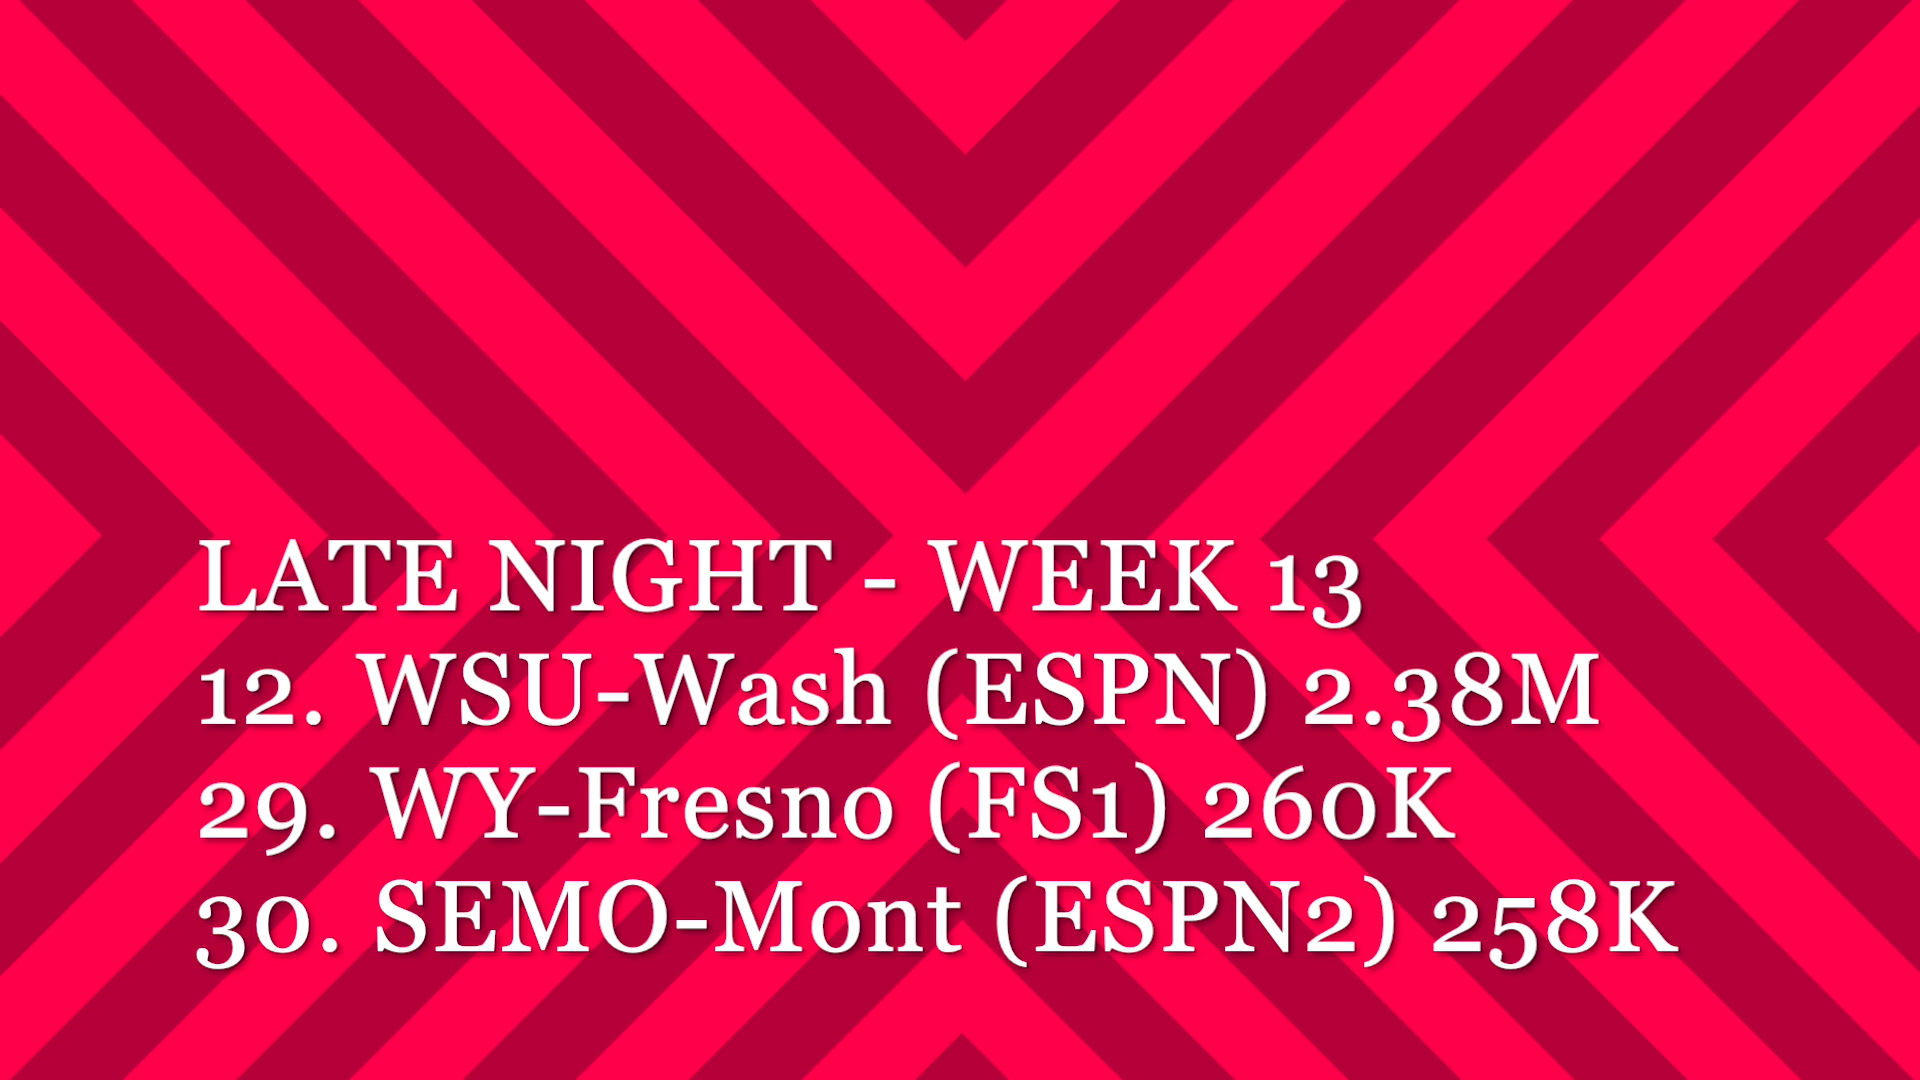 LATE NIGHT - WEEK 13
12. WSU-Wash (ESPN) 2.38M
29. WY-Fresno (FS1) 260K
30. SEMO-Mont (ESPN2) 258K